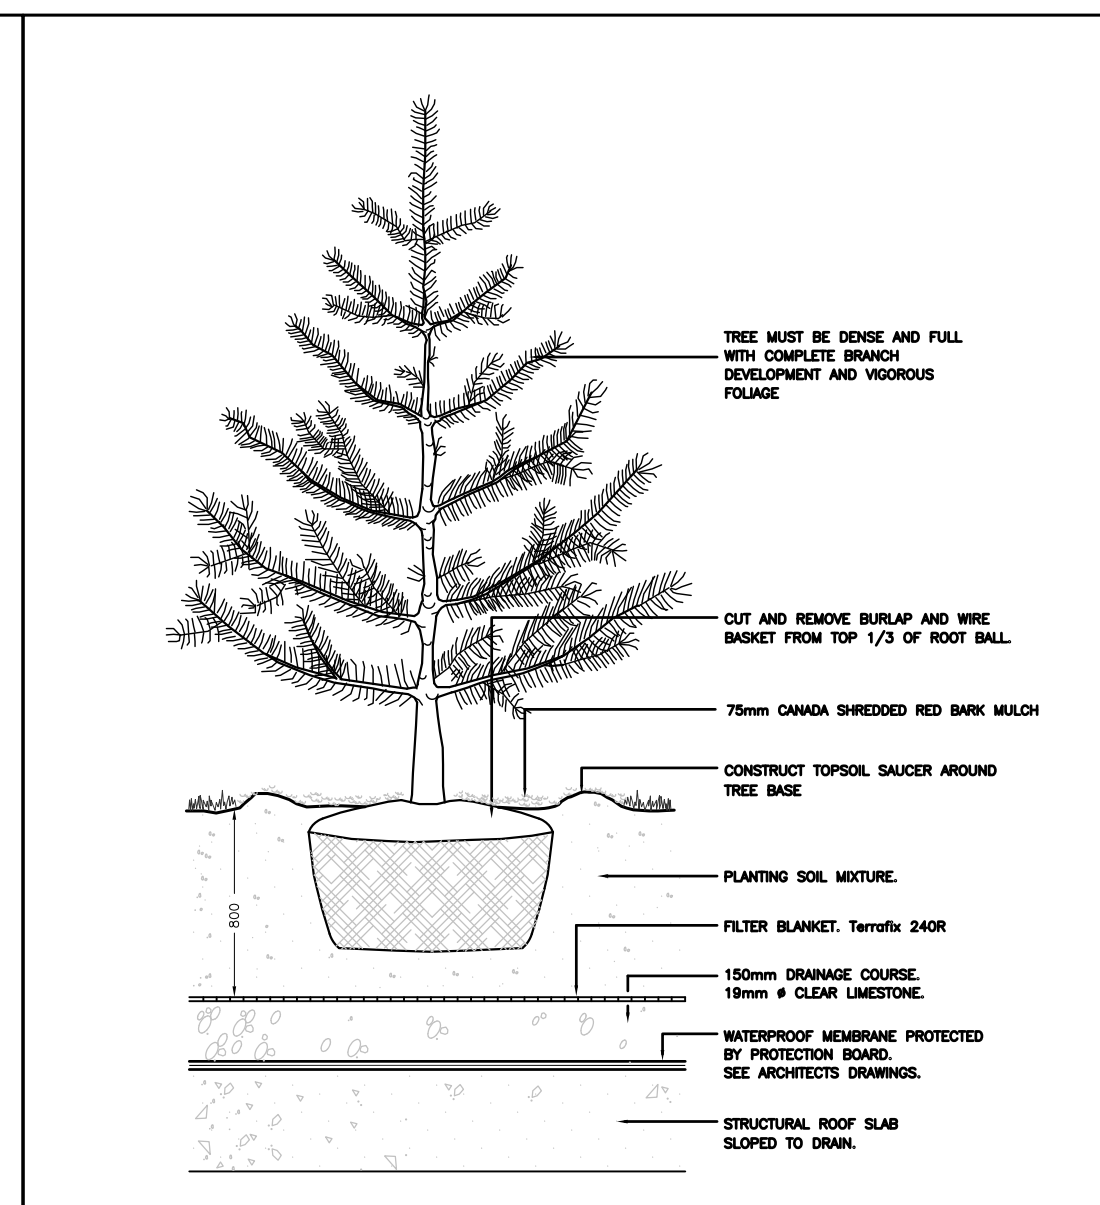 TREE MUST BE DENSE AND FULL
WITH COMPLETE BRANCH
DEVELOPMENT AND VIGOROUS
FOLIAGE
CUT AND REMOVE BURLAP AND WIRE
BASKET FROM TOP 1/3 OF ROOT BALL.
75mm CANADA SHREDDED RED BARK MULCH
CONSTRUCT TOPSOIL SAUCER AROUND
TREE BASE
PLANTING SOIL MIXTURE.
800
FILTER BLANKET. Terrafix 240R
150mm DRAINAGE COURSE.
19mm ø CLEAR LIMESTONE.
WATERPROOF MEMBRANE PROTECTED
BY PROTECTION BOARD.
SEE ARCHITECTS DRAWINGS.
STRUCTURAL ROOF SLAB
SLOPED TO DRAIN.